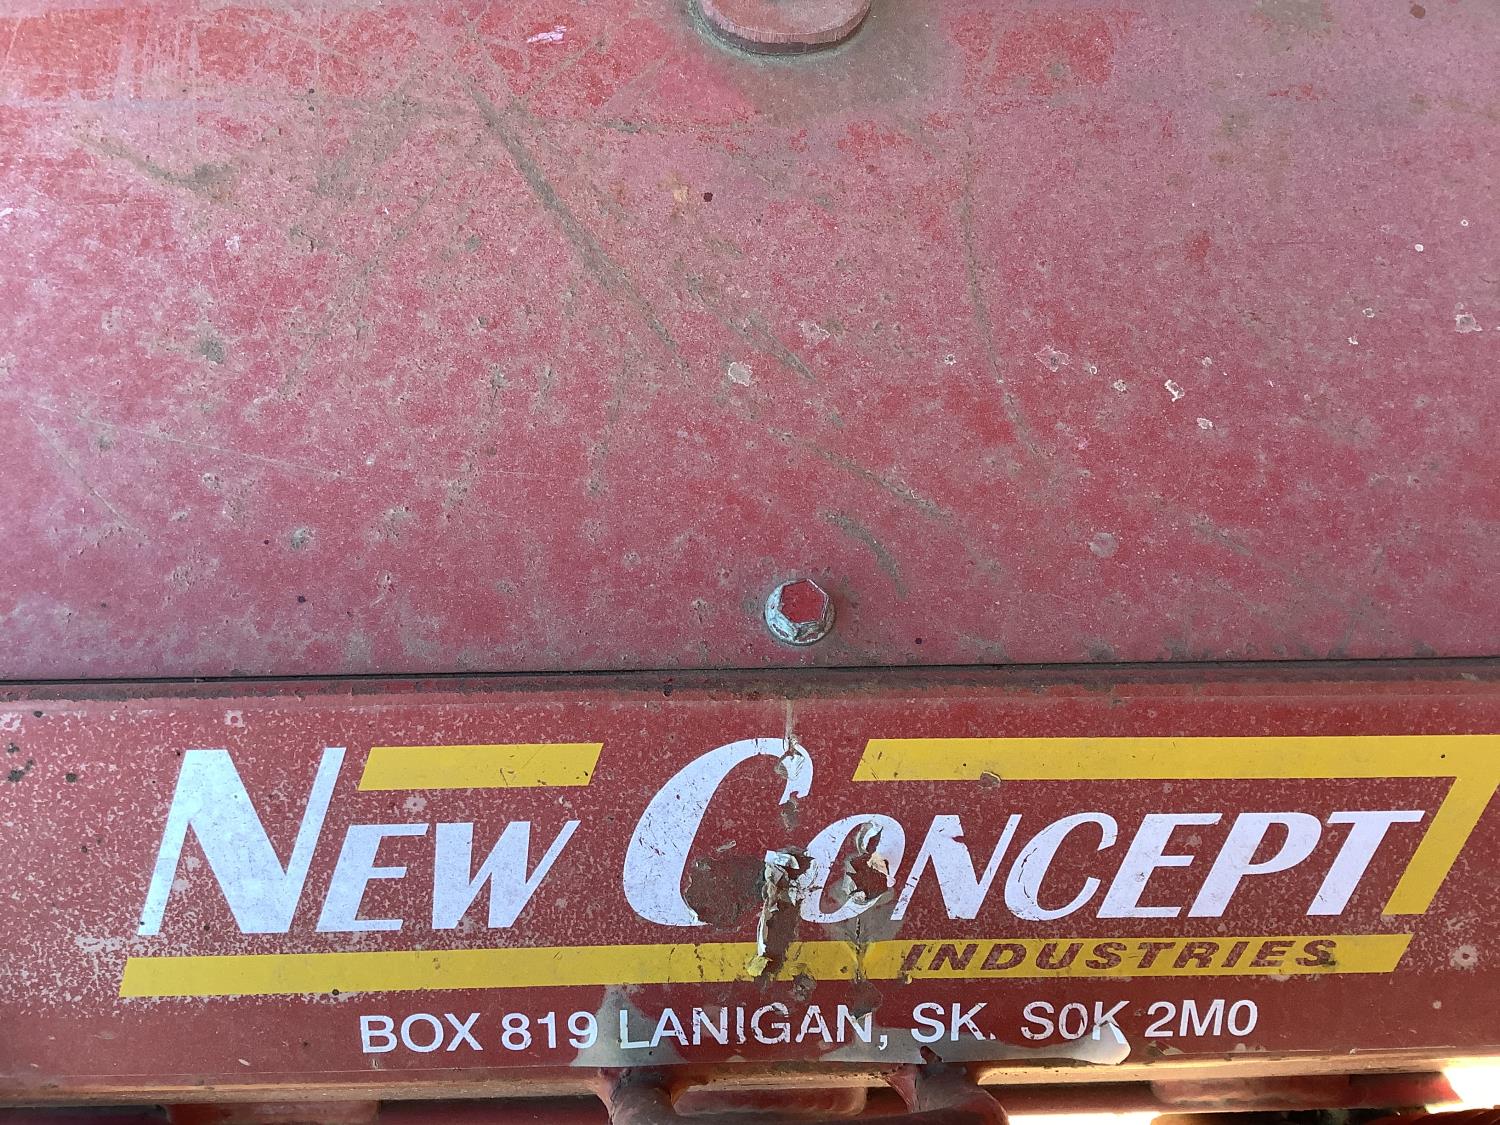 NEW CONCEPT
INDUSTRIES
BOX 819 LANIGAN, SK. S0K 2M0